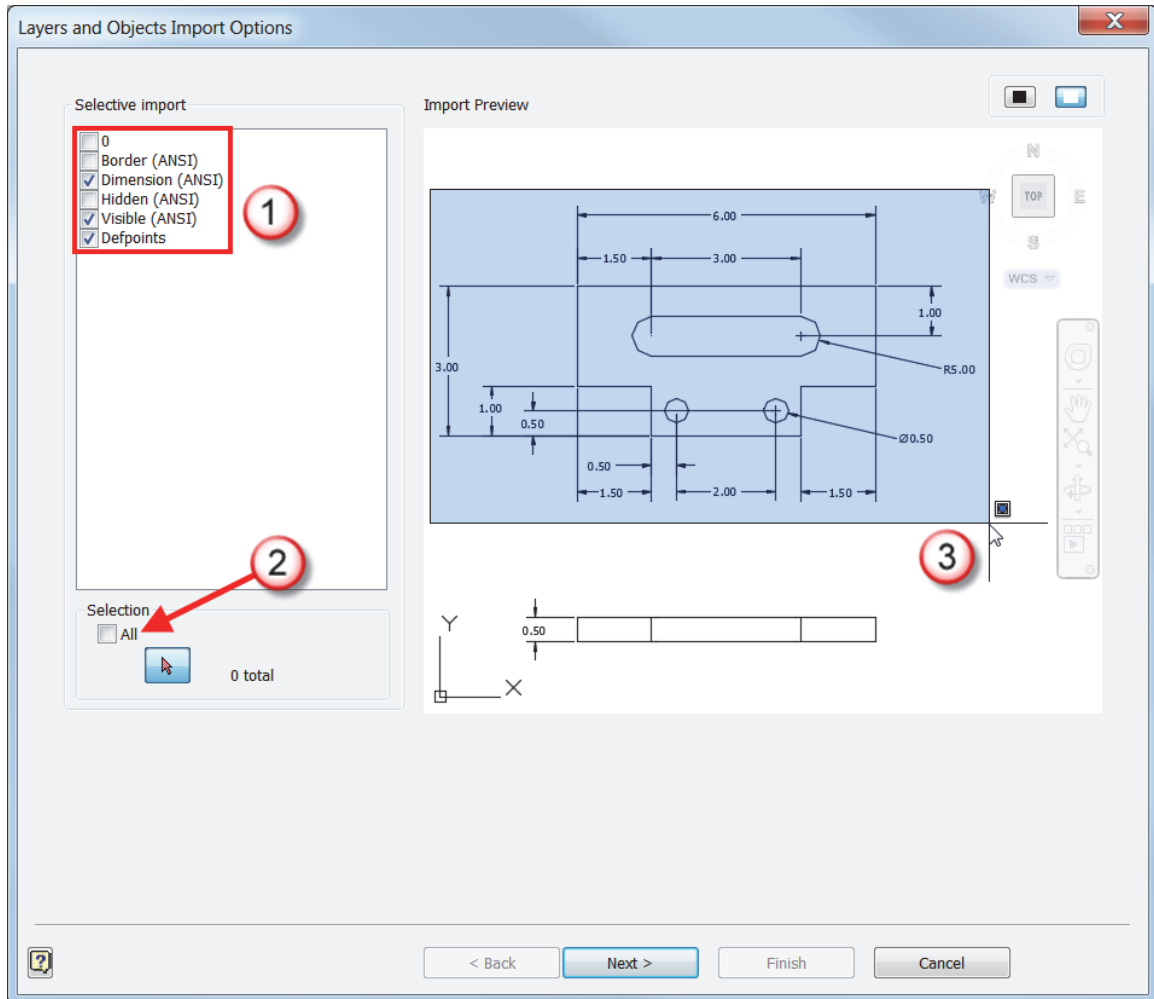 Layers and Objects Import Options
X
Selective import
Import Preview
0
Border (ANSI)
Dimension (ANSI)
Hidden (ANSI)
Visible (ANSI)
Defpoints
1
N
W
TOP
E
S
WCS
6.00
1.50
3.00
1.00
3.00
R5.00
1.00
0.50
Ø0.50
0.50
1.50
2.00
1.50
2
3
Selection
All
0 total
Y
0.50
X
?
< Back
Next >
Finish
Cancel